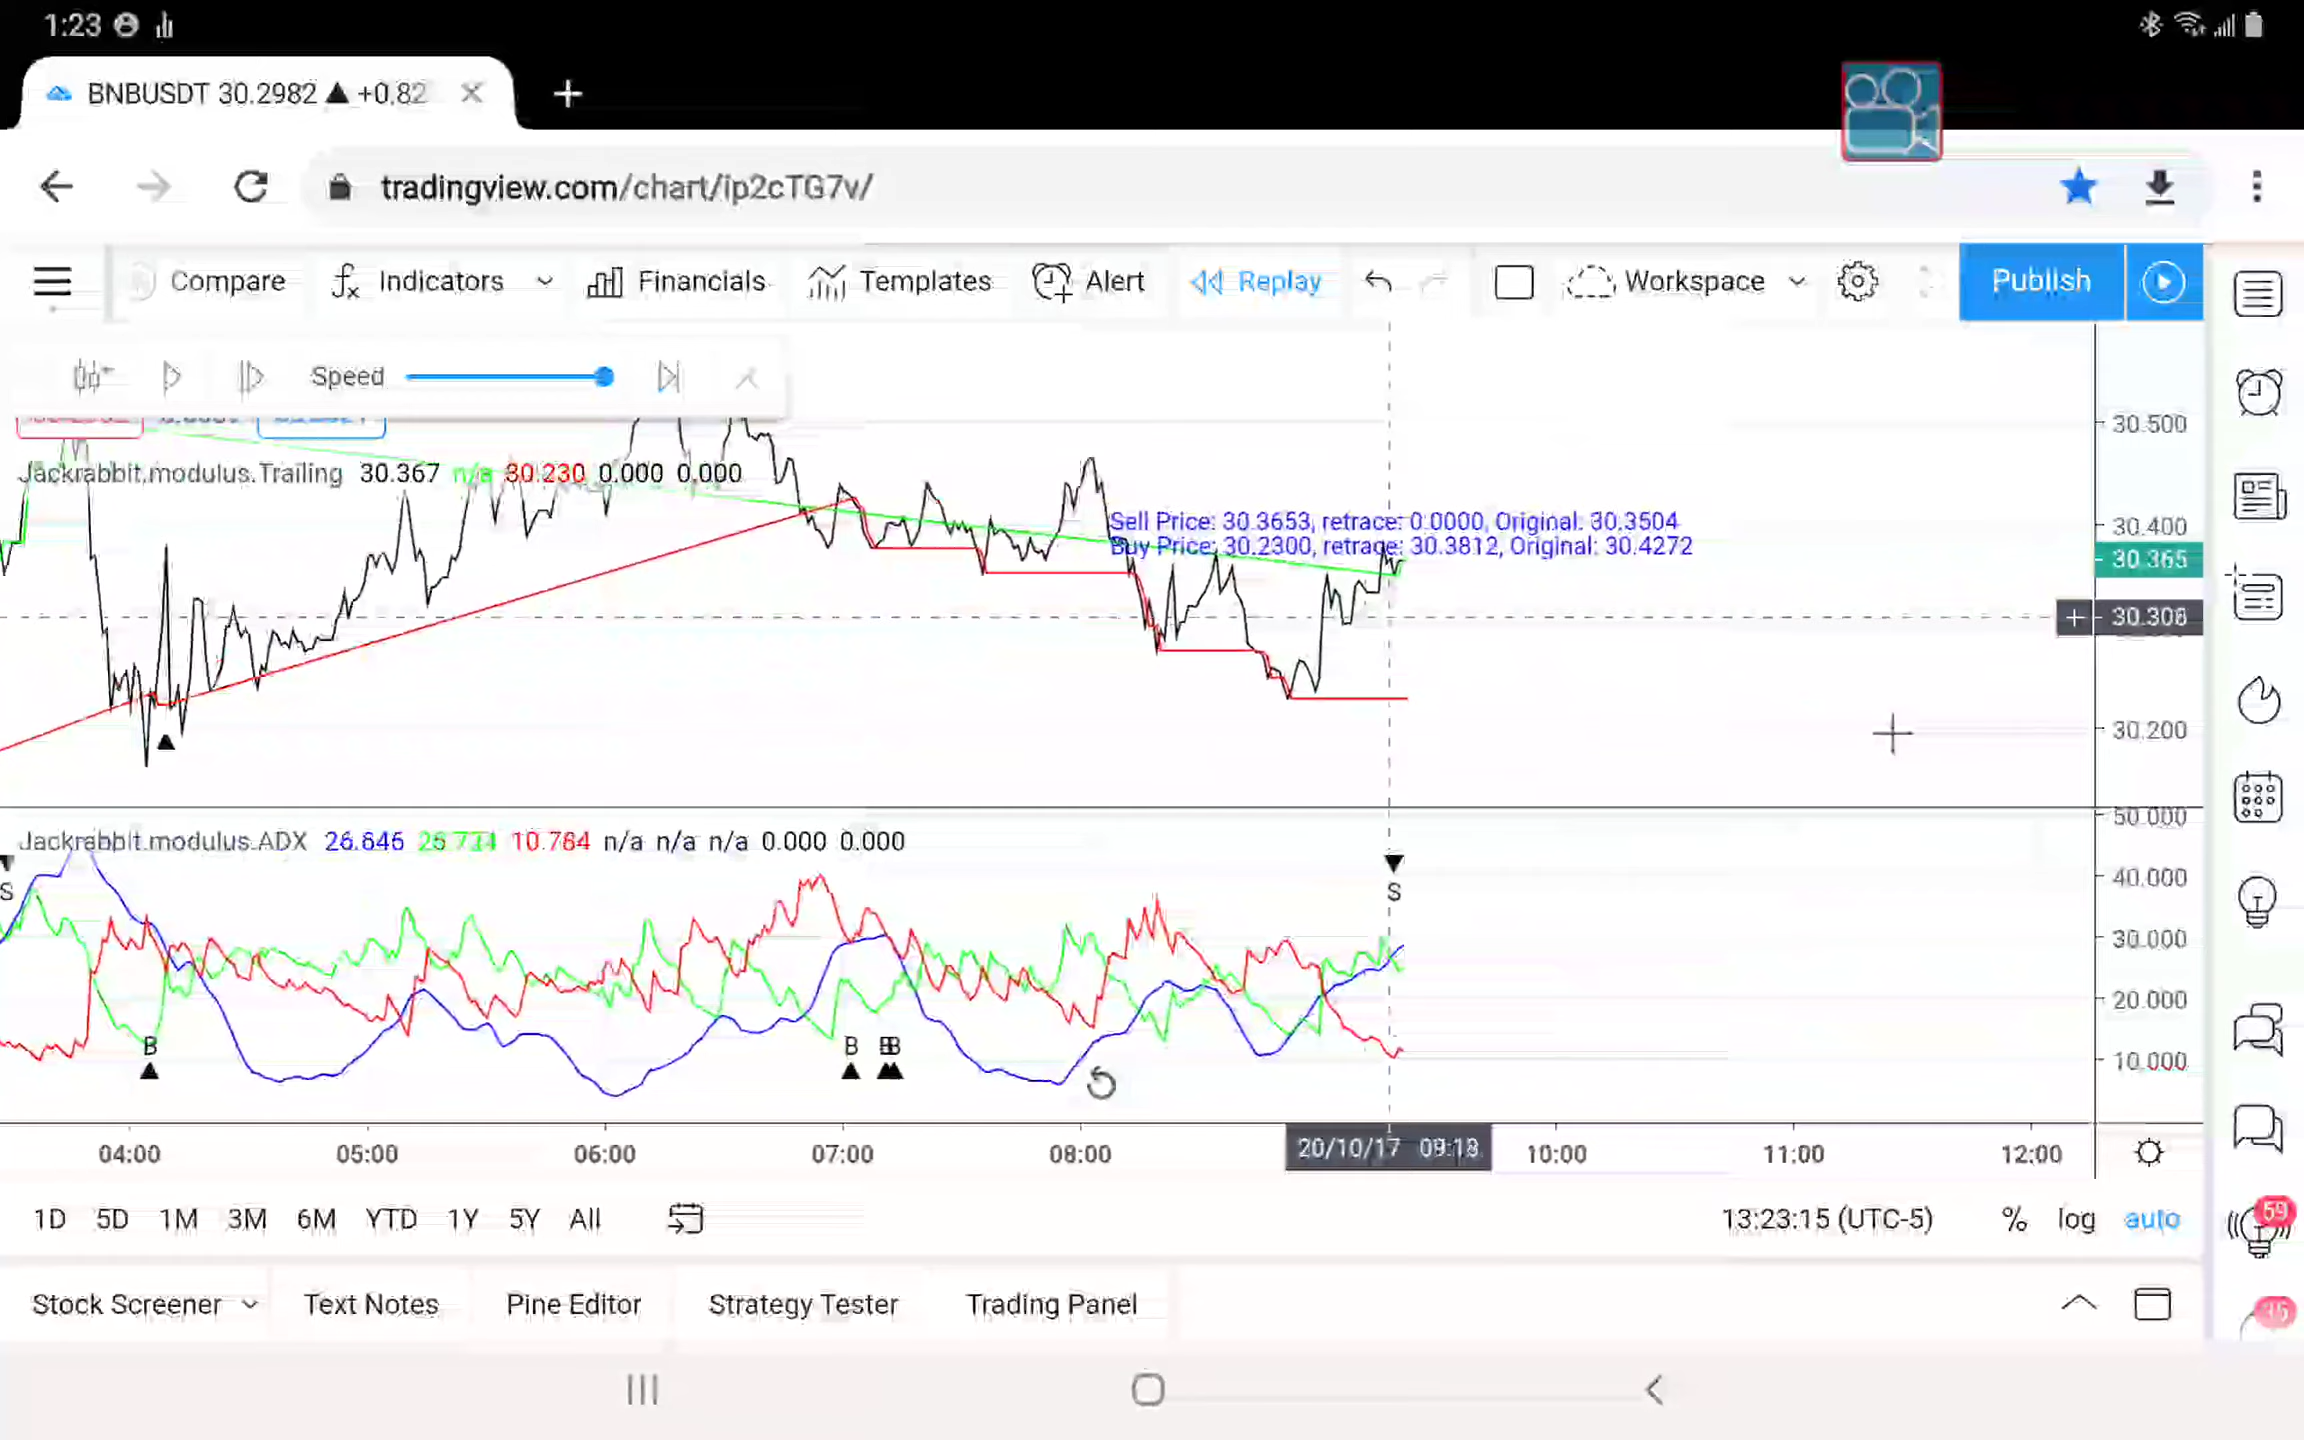 1:23
BNBUSDT 30.2982 ▲ +0.82
tradingview.com/chart/ip2cTG7v/
Compare Indicators Financials Templates Alert Replay Workspace Publish
Speed
30.500
Jackrabbit.modulus.Trailing 30.367 n/a 30.230 0.000 0.000
Sell Price: 30.3653, retrace: 0.0000, Original: 30.3504
30.400
Buy Price: 30.2300, retrace: 30.3812, Original: 30.4272
30.365
30.308
30.200
50.000
Jackrabbit.modulus.ADX 26.646 10.784 n/a n/a n/a 0.000 0.000
40.000
S S
30.000
20.000
B B B B
10.000
04:00 05:00 06:00 07:00 08:00 20/10/17 09:18 10:00 11:00 12:00
1D 5D 1M 3M 6M YTD 1Y 5Y All 13:23:15 (UTC-5) % log auto
59
Stock Screener Text Notes Pine Editor Strategy Tester Trading Panel